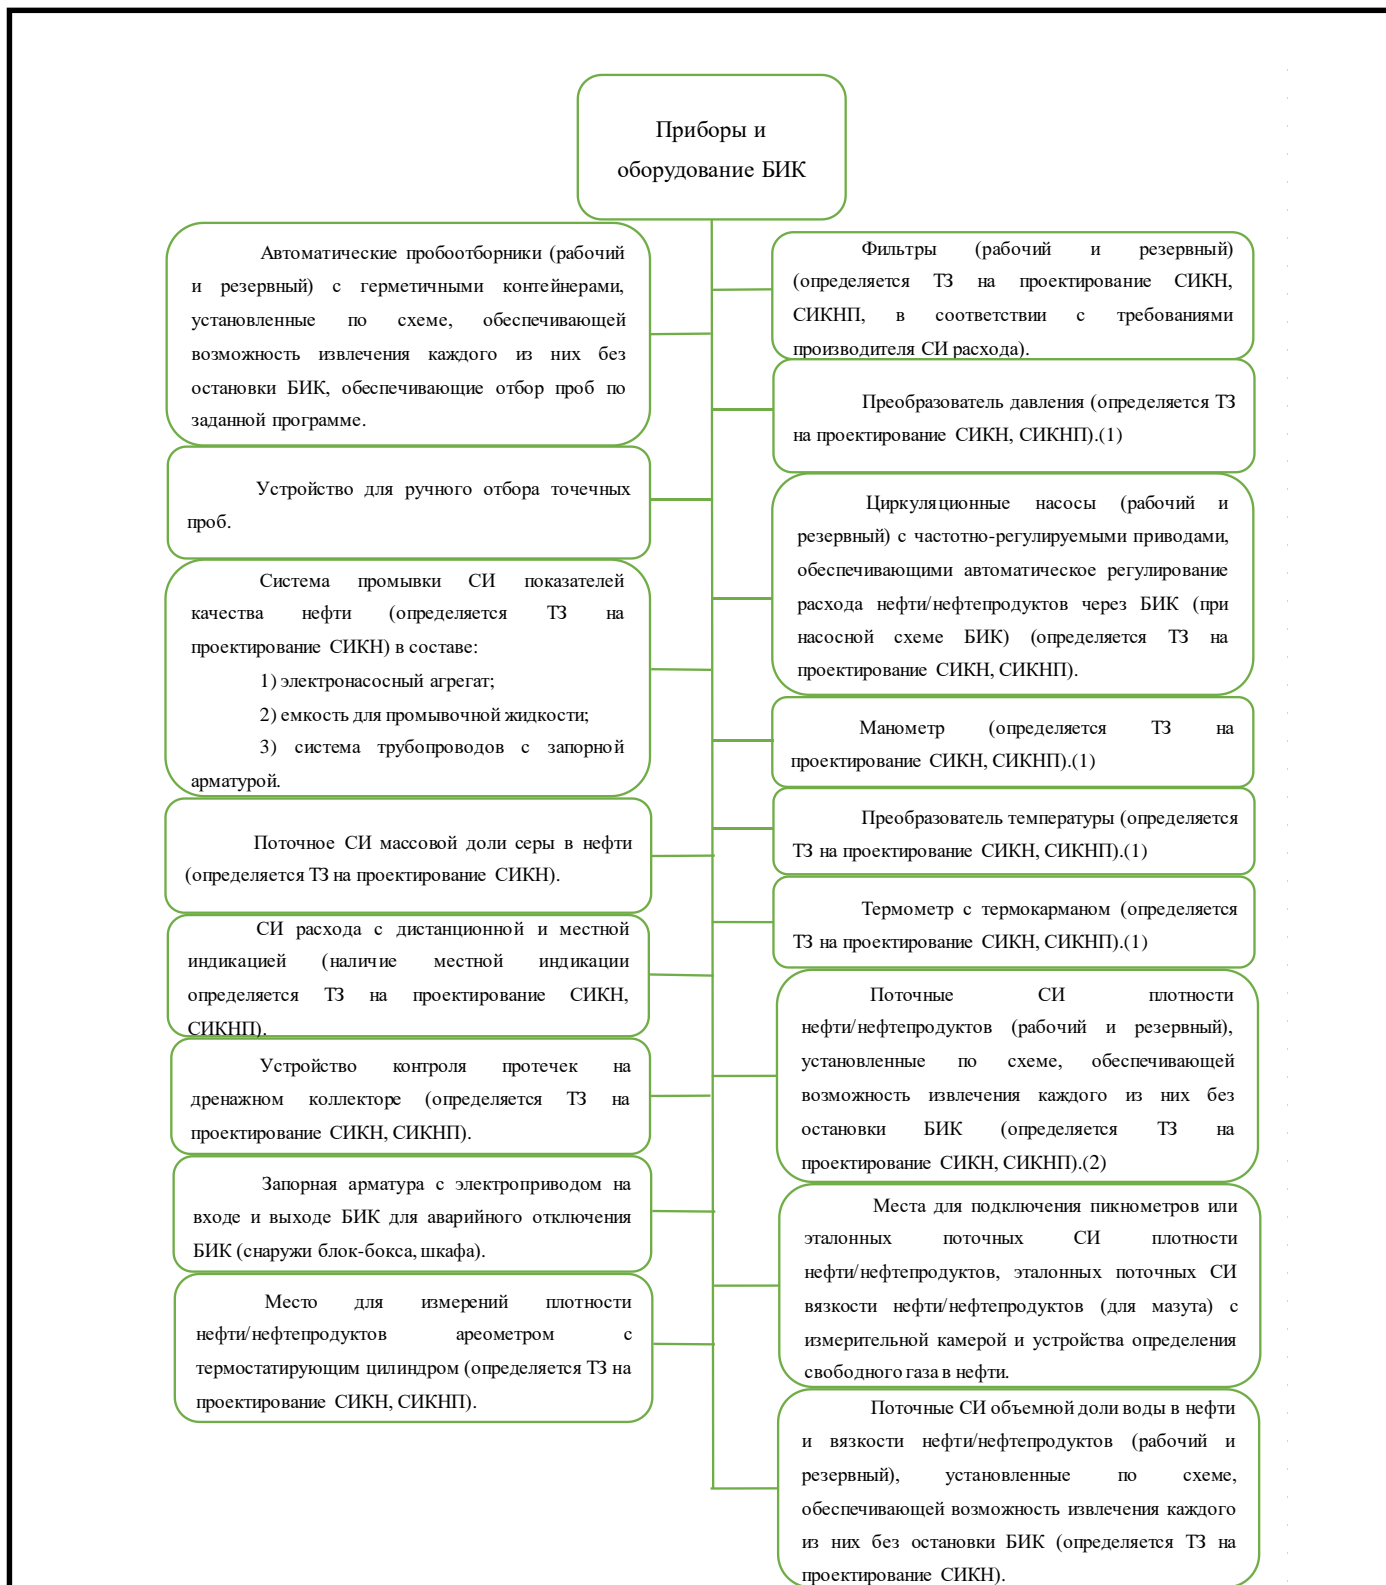 Приборы и
оборудование БИК
Автоматические пробоотборники (рабочий
и резервный) с герметичными контейнерами,
установленные по схеме, обеспечивающей
возможность извлечения каждого из них без
остановки БИК, обеспечивающие отбор проб по
заданной программе.
Устройство для ручного отбора точечных
проб.
Система промывки СИ показателей
качества нефти (определяется ТЗ на
проектирование СИКН) в составе:
1) электронасосный агрегат;
2) емкость для промывочной жидкости;
3) система трубопроводов с запорной
арматурой.
Поточное СИ массовой доли серы в нефти
(определяется ТЗ на проектирование СИКН).
СИ расхода с дистанционной и местной
индикацией (наличие местной индикации
определяется ТЗ на проектирование СИКН,
СИКНП).
Устройство контроля протечек на
дренажном коллекторе (определяется ТЗ на
проектирование СИКН, СИКНП).
Запорная арматура с электроприводом на
входе и выходе БИК для аварийного отключения
БИК (снаружи блок-бокса, шкафа).
Место для измерений плотности
нефти/нефтепродуктов ареометром с
термостатирующим цилиндром (определяется ТЗ на
проектирование СИКН, СИКНП).
Фильтры (рабочий и резервный)
(определяется ТЗ на проектирование СИКН,
СИКНП, в соответствии с требованиями
производителя СИ расхода).
Преобразователь давления (определяется ТЗ
на проектирование СИКН, СИКНП).(1)
Циркуляционные насосы (рабочий и
резервный) с частотно-регулируемыми приводами,
обеспечивающими автоматическое регулирование
расхода нефти/нефтепродуктов через БИК (при
насосной схеме БИК) (определяется ТЗ на
проектирование СИКН, СИКНП).
Манометр (определяется ТЗ на
проектирование СИКН, СИКНП).(1)
Преобразователь температуры (определяется
ТЗ на проектирование СИКН, СИКНП).(1)
Термометр с термокарманом (определяется
ТЗ на проектирование СИКН, СИКНП).(1)
Поточные СИ плотности
нефти/нефтепродуктов (рабочий и резервный),
установленные по схеме, обеспечивающей
возможность извлечения каждого из них без
остановки БИК (определяется ТЗ на
проектирование СИКН, СИКНП).(2)
Места для подключения пикнометров или
эталонных поточных СИ плотности
нефти/нефтепродуктов, эталонных поточных СИ
вязкости нефти/нефтепродуктов (для мазута) с
измерительной камерой и устройства определения
свободного газа в нефти.
Поточные СИ объемной доли воды в нефти
и вязкости нефти/нефтепродуктов (рабочий и
резервный), установленные по схеме,
обеспечивающей возможность извлечения каждого
из них без остановки БИК (определяется ТЗ на
проектирование СИКН).